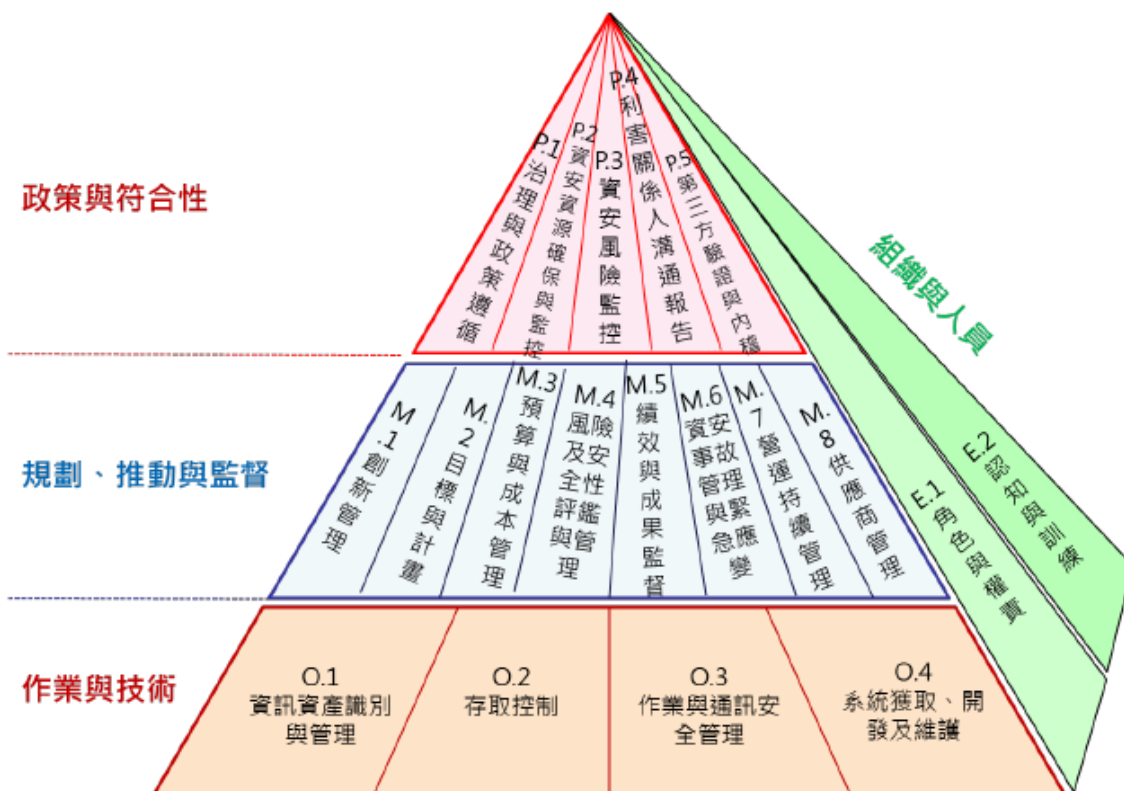 政策與符合性
P.1治理與政策遵循
P.2資安資源確保與監控
P.3資安風險監控
P.4利害關係人溝通報告
P.5第三方驗證與內稽
組織與人員
E.1角色與權責
E.2認知與訓練
規劃、推動與監督
M.1創新管理
M.2目標與計畫
M.3預算與成本管理
M.4
風險
及安
全性
評鑑
與管
理
M.5績效與成果監督
M.6
資安
事故
管理
與緊
急應
變
M.7營運持續管理
M.8供應商管理
作業與技術
O.1
資訊資產識別
與管理
O.2
存取控制
O.3
作業與通訊安
全管理
O.4
系統獲取、開
發及維護